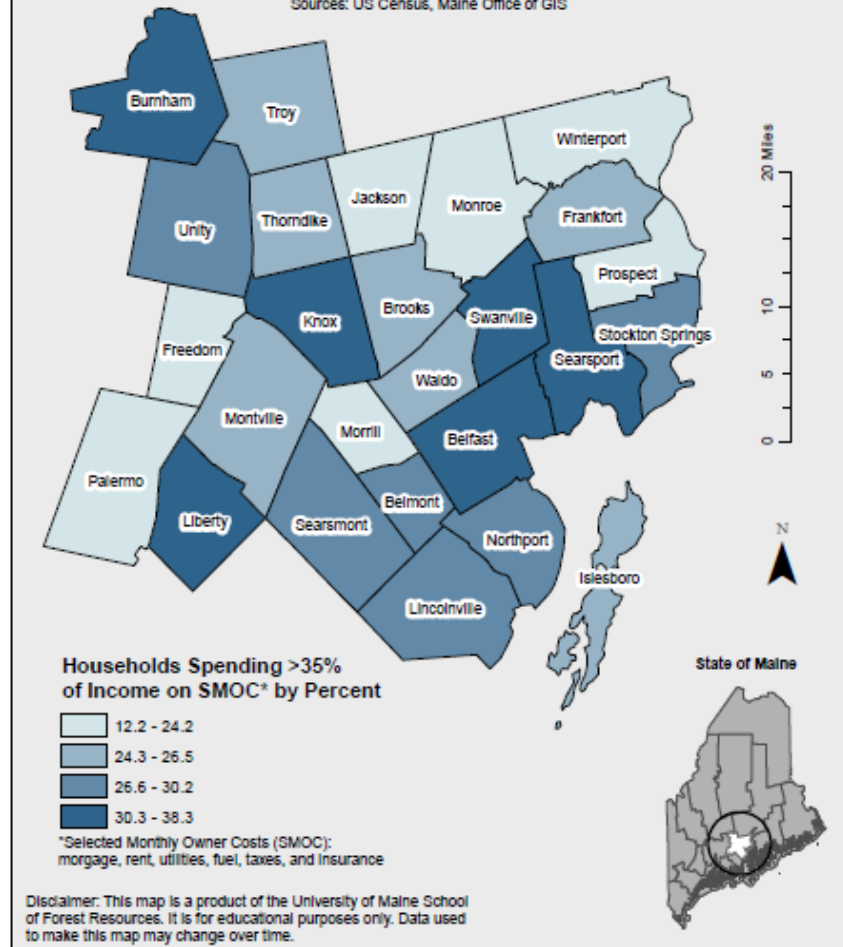 Sources: US Census, Maine Office of GIS
Burnham
Troy
Winterport
Jackson
Monroe
Unity
Thorndike
Frankfort
Prospect
Knox
Brooks
Swanville
Stockton Springs
Freedom
Searsport
Waldo
Montville
Morrill
Belfast
Palermo
Belmont
Liberty
Searsmont
Northport
Islesboro
Lincolnville
20 Miles
10
5
0
N
Households Spending >35%
of Income on SMOC* by Percent
12.2 - 24.2
24.3 - 26.5
26.6 - 30.2
30.3 - 38.3
*Selected Monthly Owner Costs (SMOC):
morgage, rent, utilities, fuel, taxes, and insurance
State of Maine
Disclaimer: This map is a product of the University of Maine School
of Forest Resources. It is for educational purposes only. Data used
to make this map may change over time.